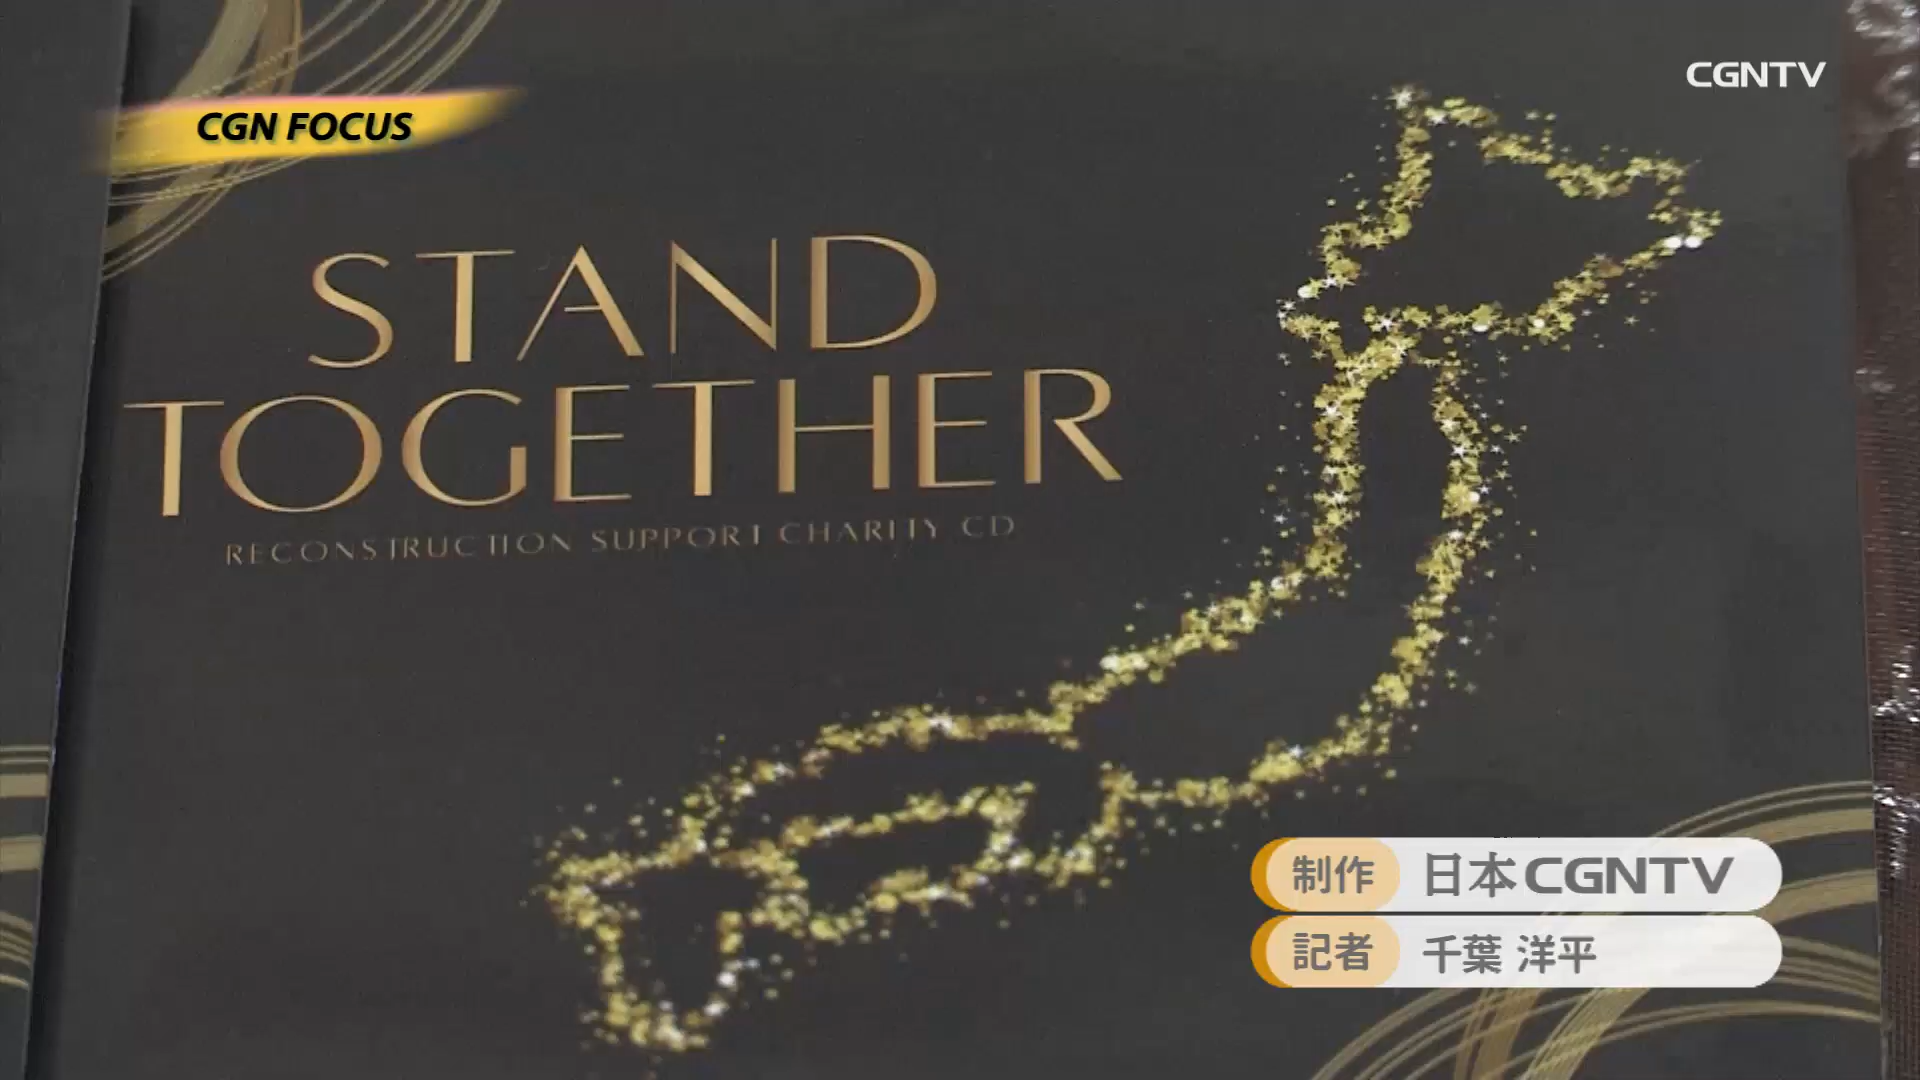 CGNTV
CGN FOCUS
STAND
TOGETHER
RECONSTRUCTION SUPPORT CHARITY CD
制作 日本CGNTV
記者 千葉 洋平